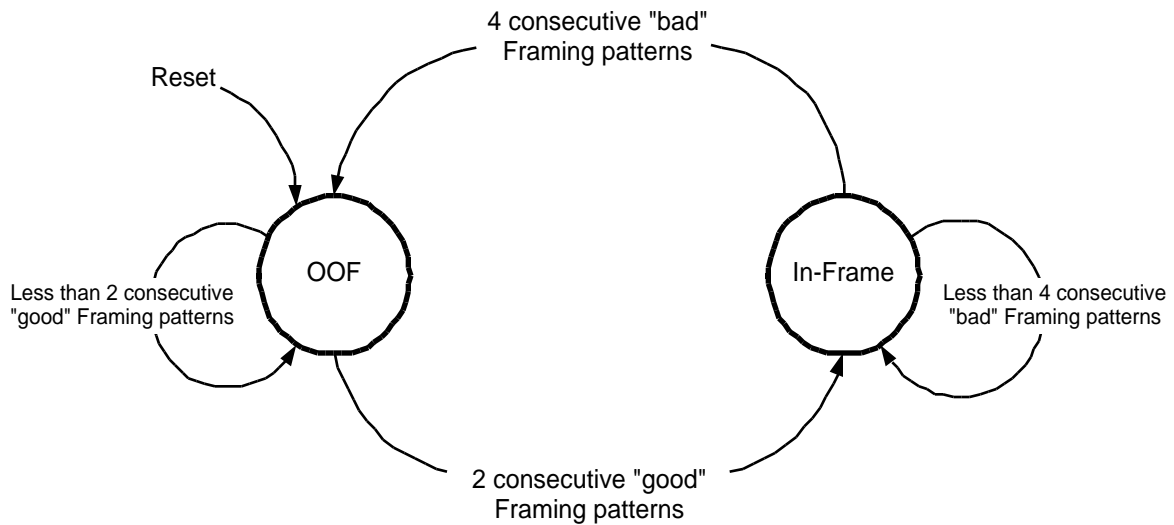 4 consecutive "bad"
Framing patterns
Reset
OOF
In-Frame
Less than 2 consecutive
"good" Framing patterns
Less than 4 consecutive
"bad" Framing patterns
2 consecutive "good"
Framing patterns